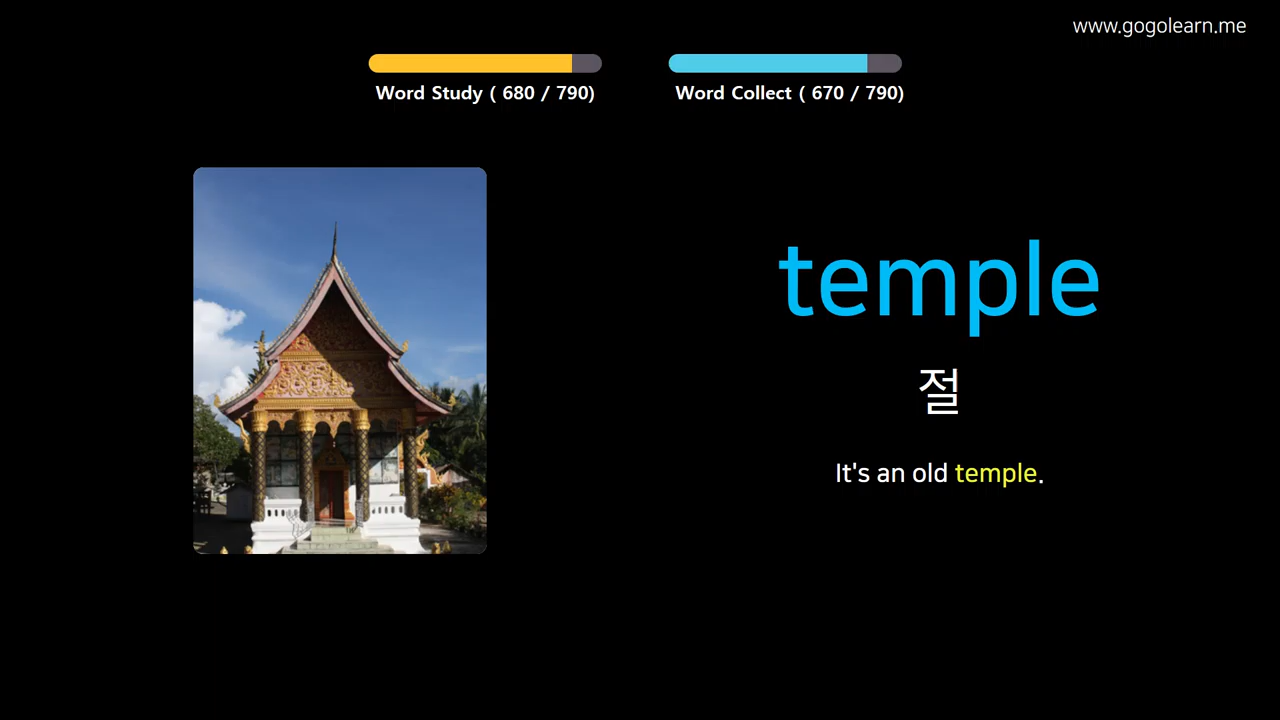 www.gogolearn.me
Word Study ( 680 / 790)
Word Collect ( 670 / 790)
temple
절
It's an old temple.